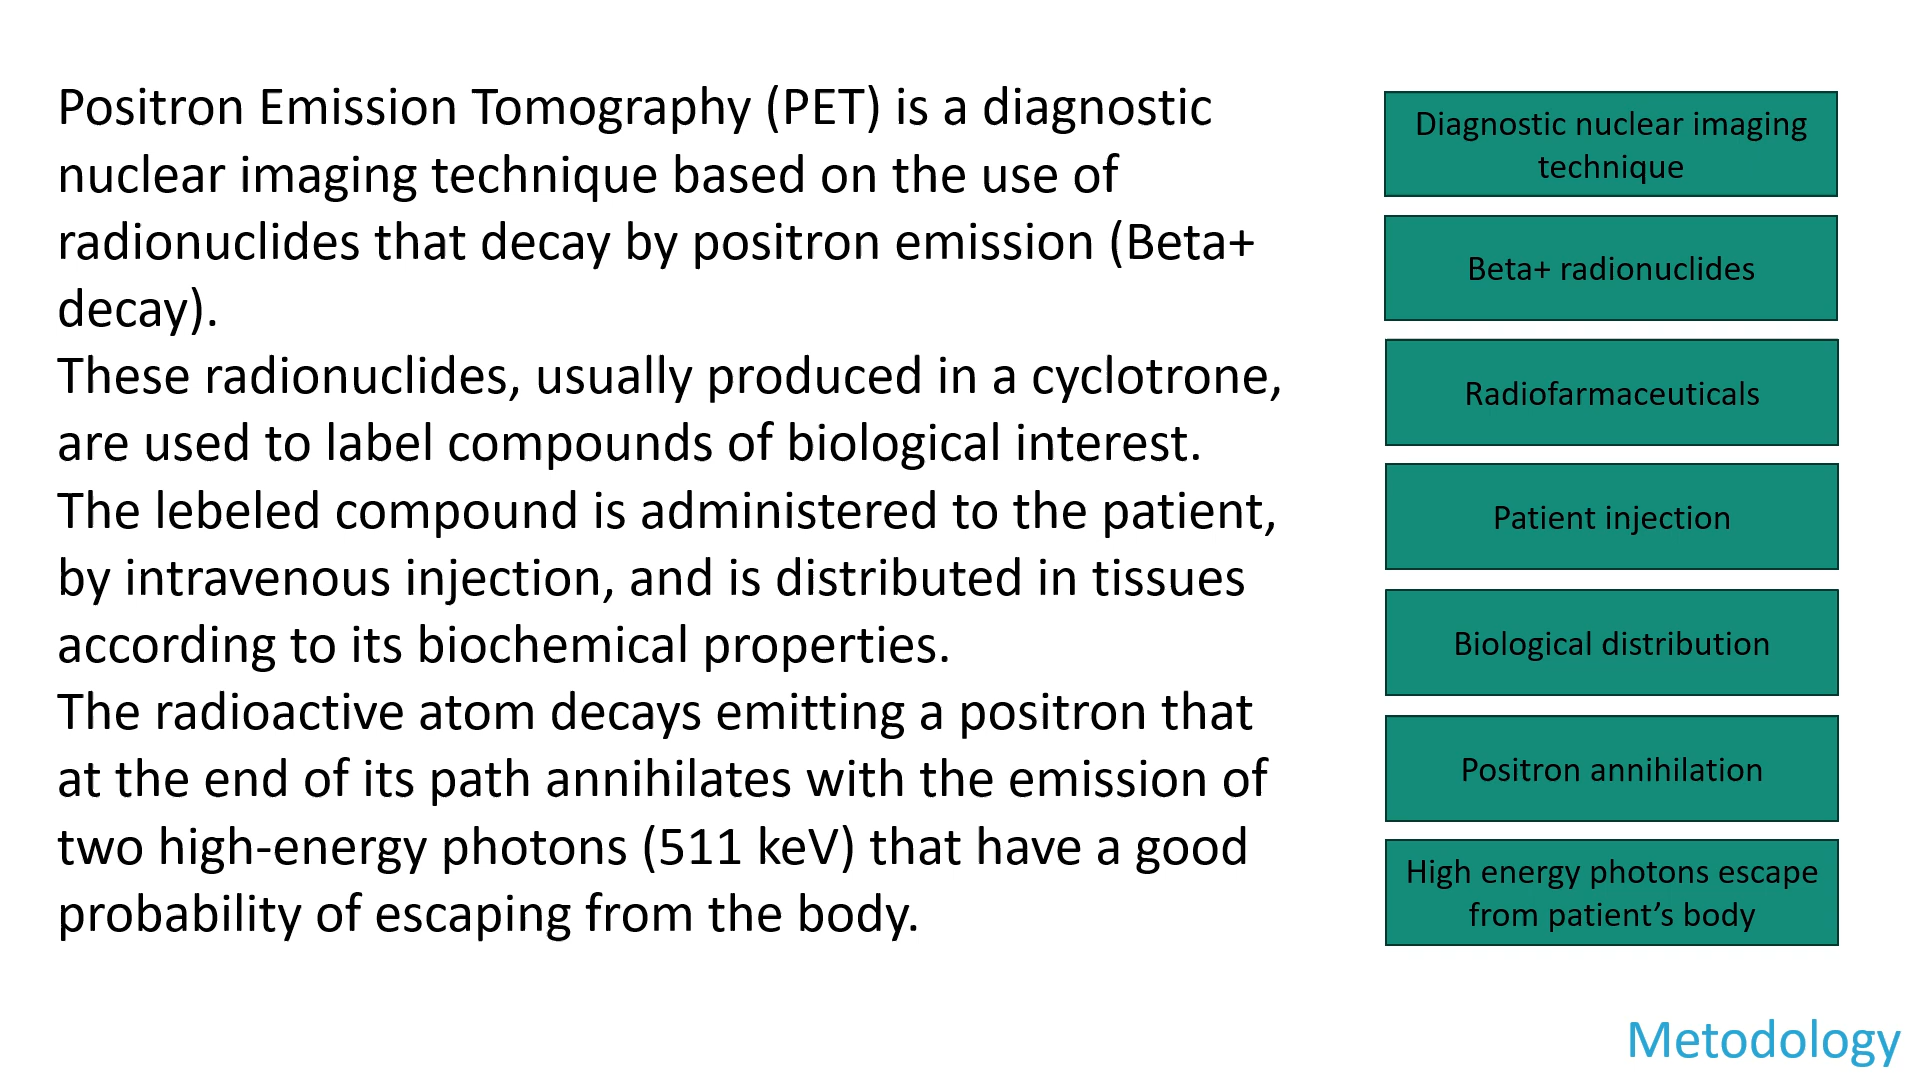 Positron Emission Tomography (PET) is a diagnostic
nuclear imaging technique based on the use of
radionuclides that decay by positron emission (Beta+
decay).
These radionuclides, usually produced in a cyclotrone,
are used to label compounds of biological interest.
The lebeled compound is administered to the patient,
by intravenous injection, and is distributed in tissues
according to its biochemical properties.
The radioactive atom decays emitting a positron that
at the end of its path annihilates with the emission of
two high-energy photons (511 keV) that have a good
probability of escaping from the body.
Diagnostic nuclear imaging
technique
Beta+ radionuclides
Radiofarmaceuticals
Patient injection
Biological distribution
Positron annihilation
High energy photons escape
from patient’s body
Metodology